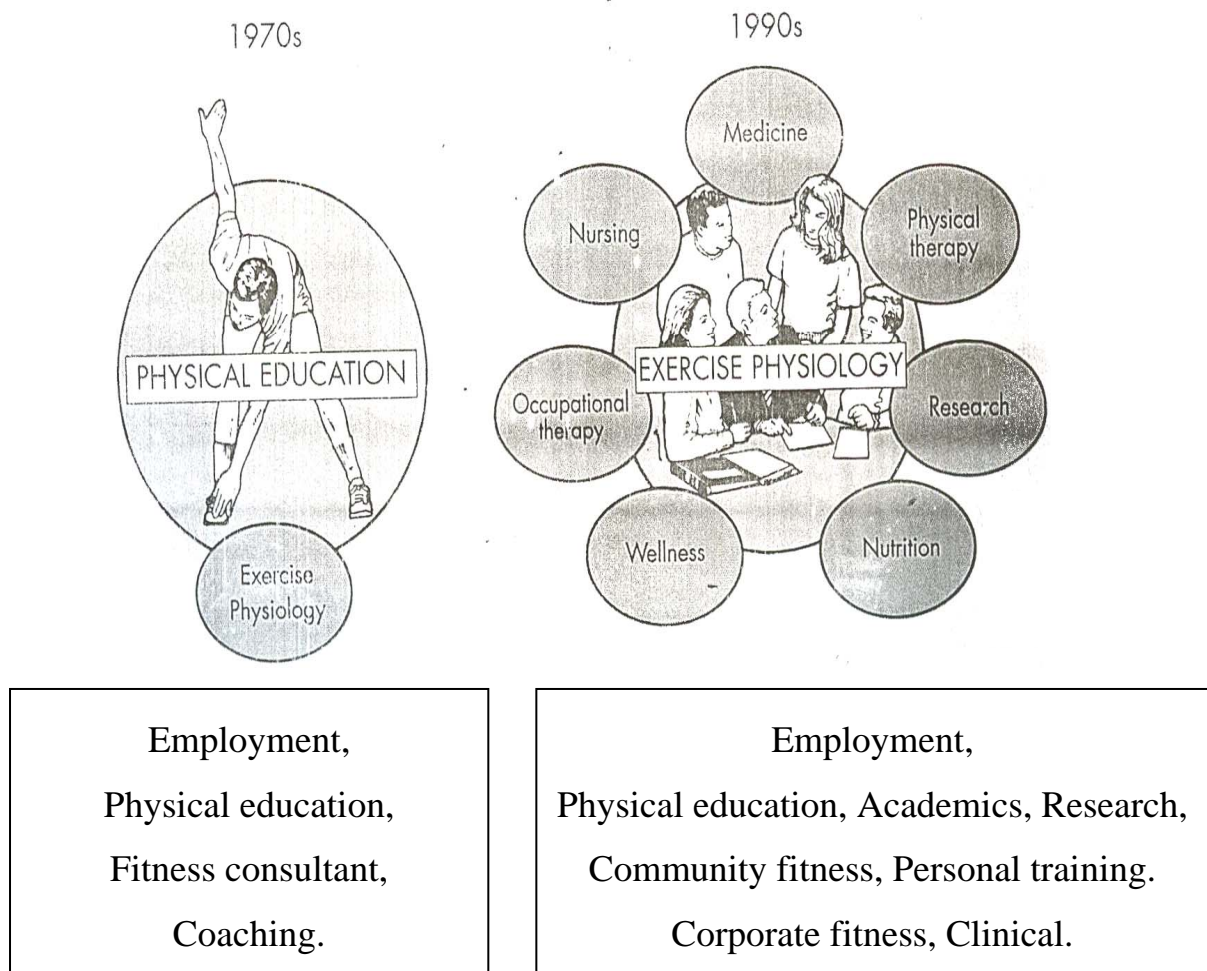 1970s
PHYSICAL EDUCATION
Exercise
Physiology
1990s
Medicine
Nursing
Physical
therapy
EXERCISE PHYSIOLOGY
Occupational
therapy
Research
Wellness
Nutrition
Employment,
Physical education,
Fitness consultant,
Coaching.
Employment,
Physical education, Academics, Research,
Community fitness, Personal training.
Corporate fitness, Clinical.